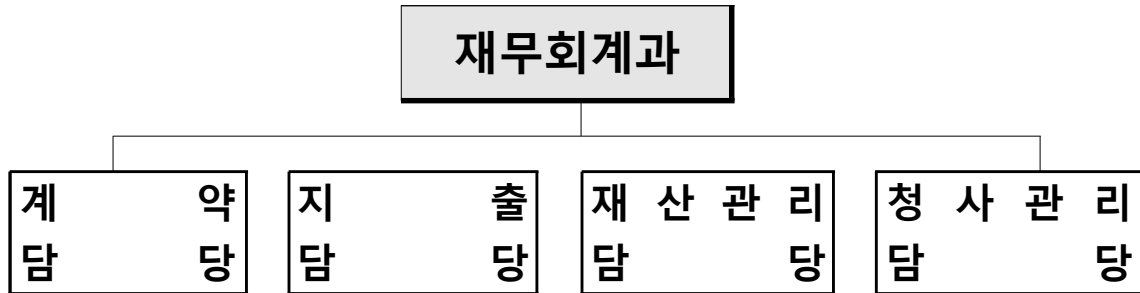 재무회계과
계 약
담 당
지 출
담 당
재 산 관 리
담 당
청 사 관 리
담 당